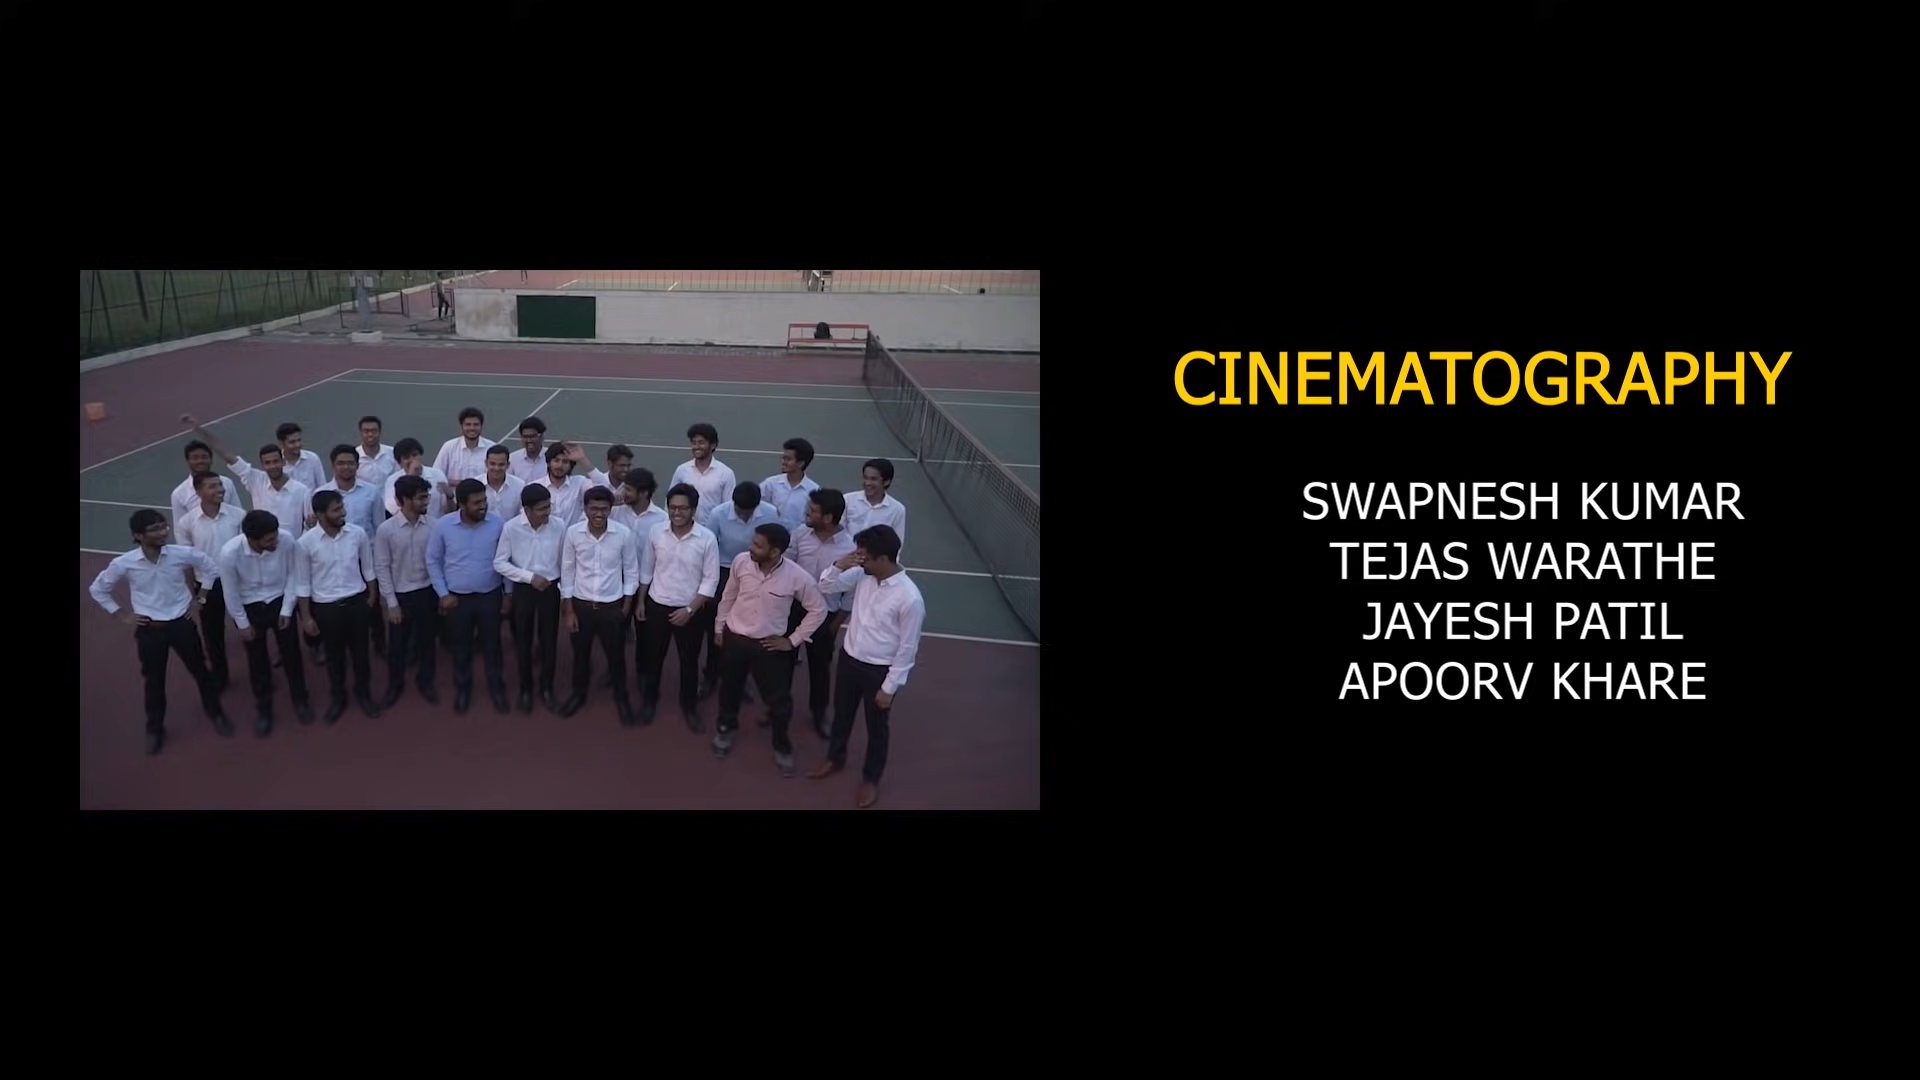 CINEMATOGRAPHY
SWAPNESH KUMAR
TEJAS WARATHE
JAYESH PATIL
APOORV KHARE